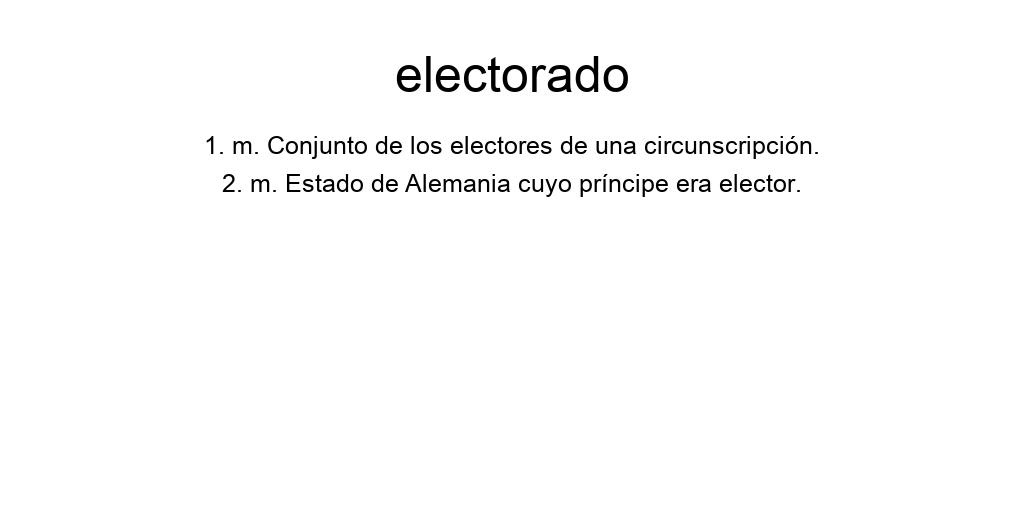 electorado
1. m. Conjunto de los electores de una circunscripción.
2. m. Estado de Alemania cuyo príncipe era elector.